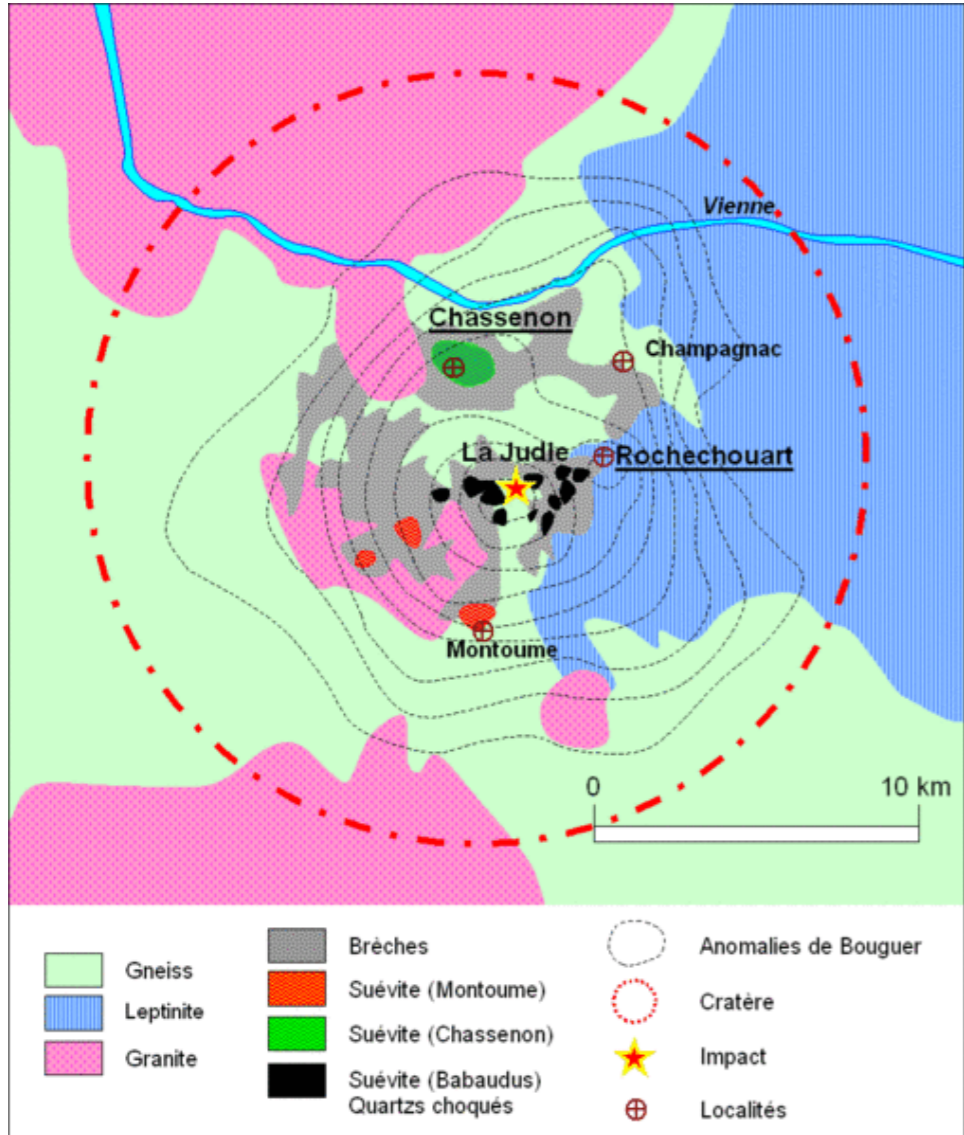 Vienne
Chassenon
Champagnac
La Judie
Rochechouart
Montoume
0 10 km
Gneiss
Leptinite
Granite
Brèches
Suévite (Montoume)
Suévite (Chassenon)
Suévite (Babaudus)
Quartzs choqués
Anomalies de Bouguer
Cratère
Impact
Localités